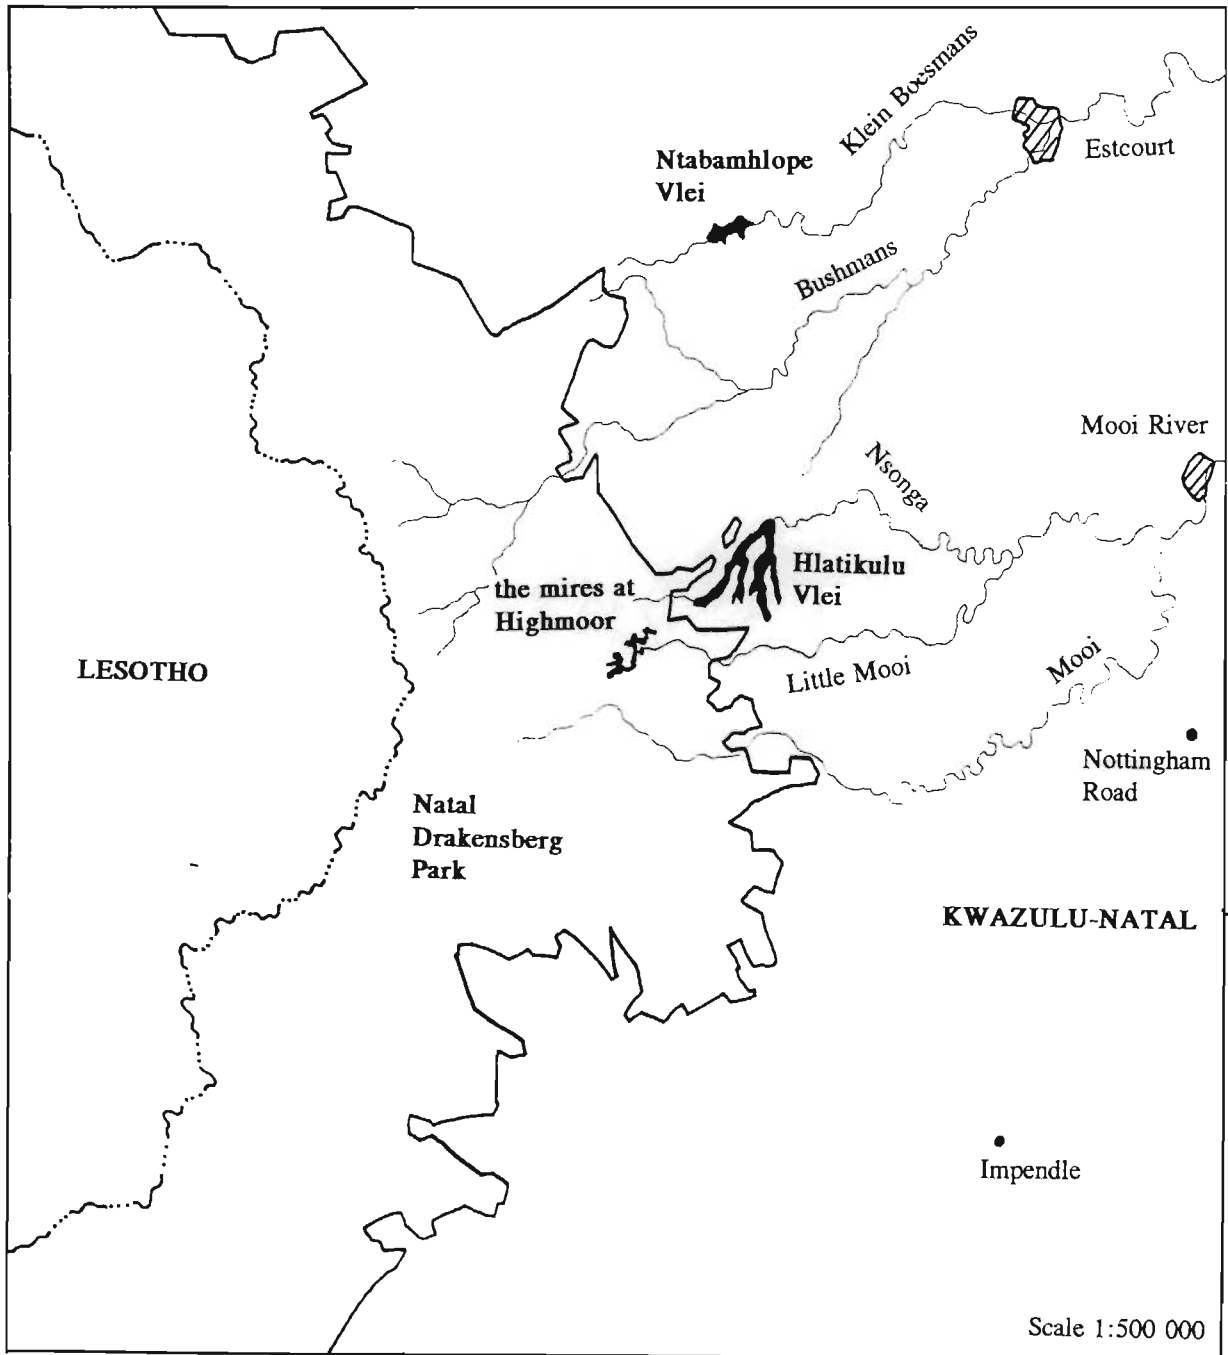 Klein Boesmans
Ntabamhlope
Vlei
Estcourt
Bushmans
Mooi River
Nsonga
the mires at
Highmoor
Hlatikulu
Vlei
LESOTHO
Little Mooi
Mooi
Nottingham
Road
Natal
Drakensberg
Park
KWAZULU-NATAL
Impendle
Scale 1:500 000